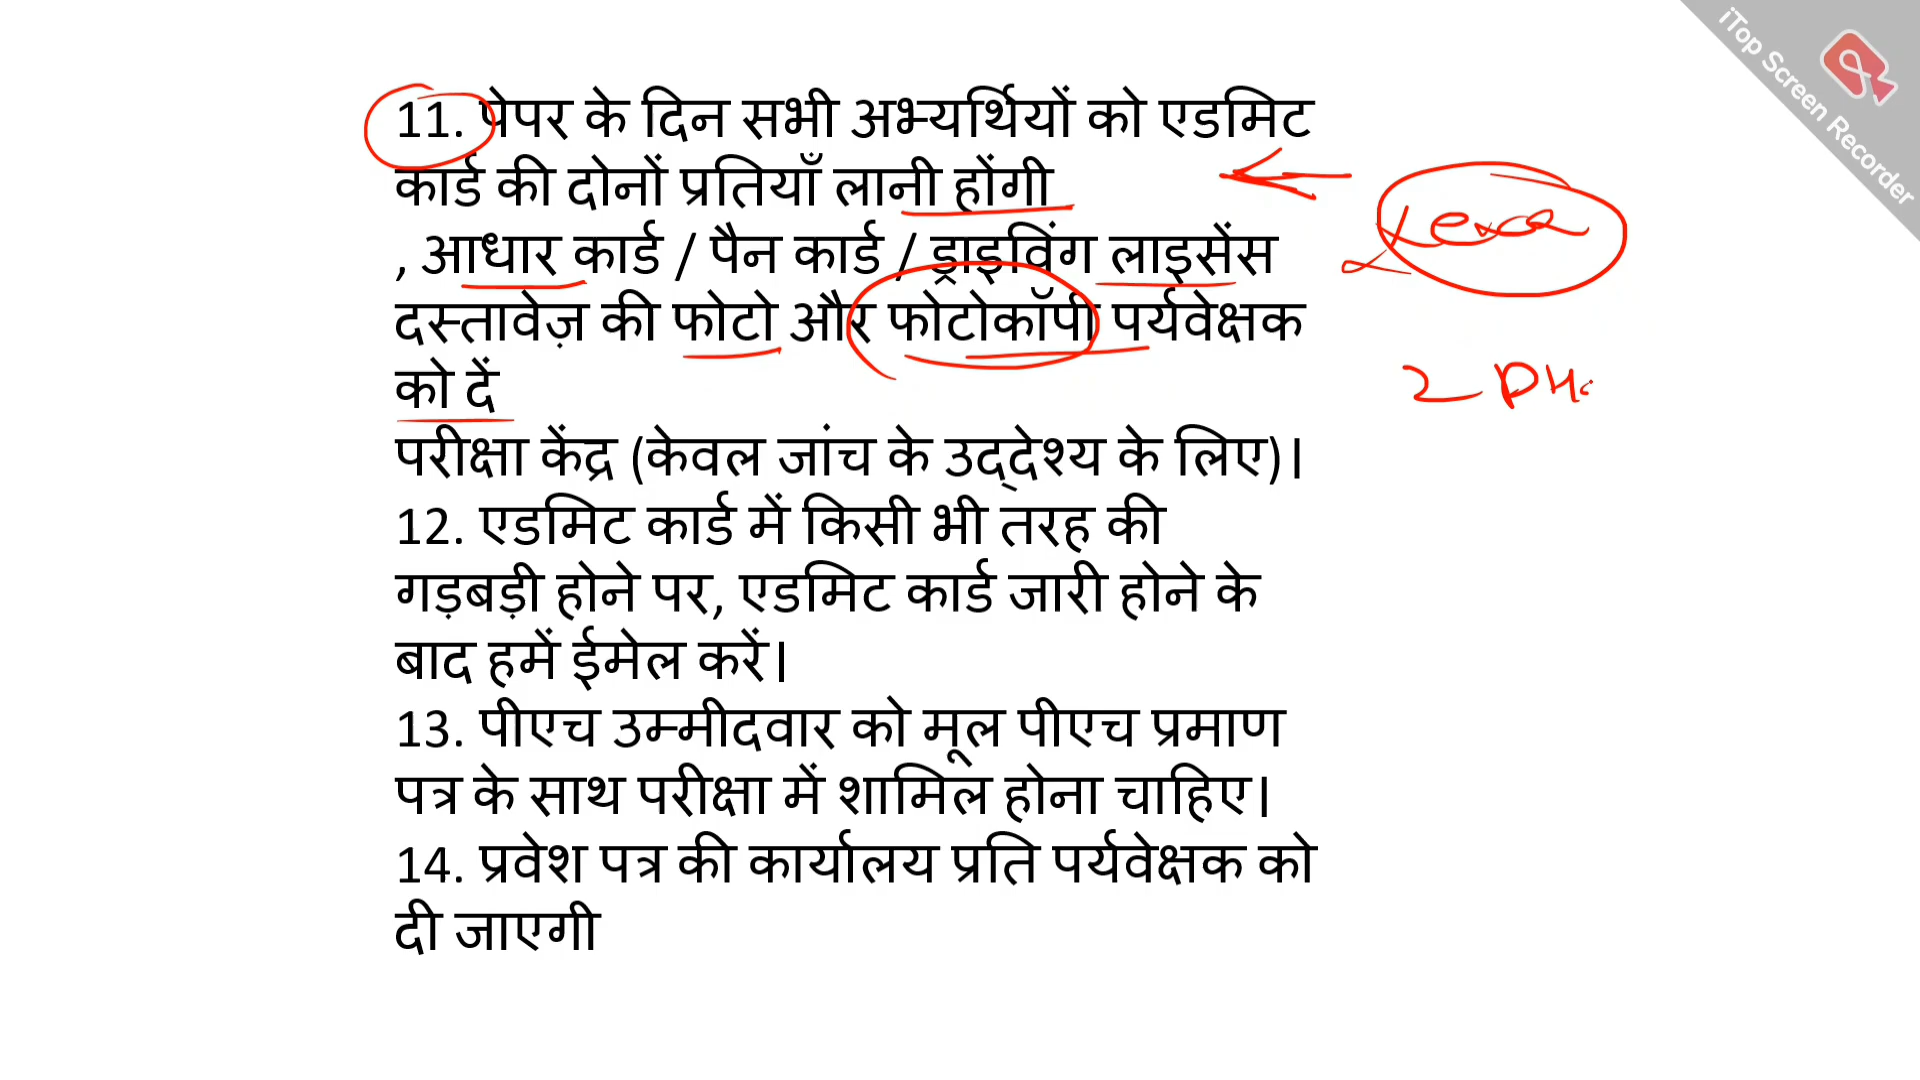 11. पेपर के दिन सभी अभ्यर्थियों को एडमिट
कार्ड की दोनों प्रतियाँ लानी होंगी
, आधार कार्ड / पैन कार्ड / ड्राइविंग लाइसेंस
दस्तावेज़ की फोटो और फोटोकॉपी पर्यवेक्षक
को दें
परीक्षा केंद्र (केवल जांच के उद्देश्य के लिए)।
12. एडमिट कार्ड में किसी भी तरह की
गड़बड़ी होने पर, एडमिट कार्ड जारी होने के
बाद हमें ईमेल करें।
13. पीएच उम्मीदवार को मूल पीएच प्रमाण
पत्र के साथ परीक्षा में शामिल होना चाहिए।
14. प्रवेश पत्र की कार्यालय प्रति पर्यवेक्षक को
दी जाएगी
2 PH
iTop Screen Recorder